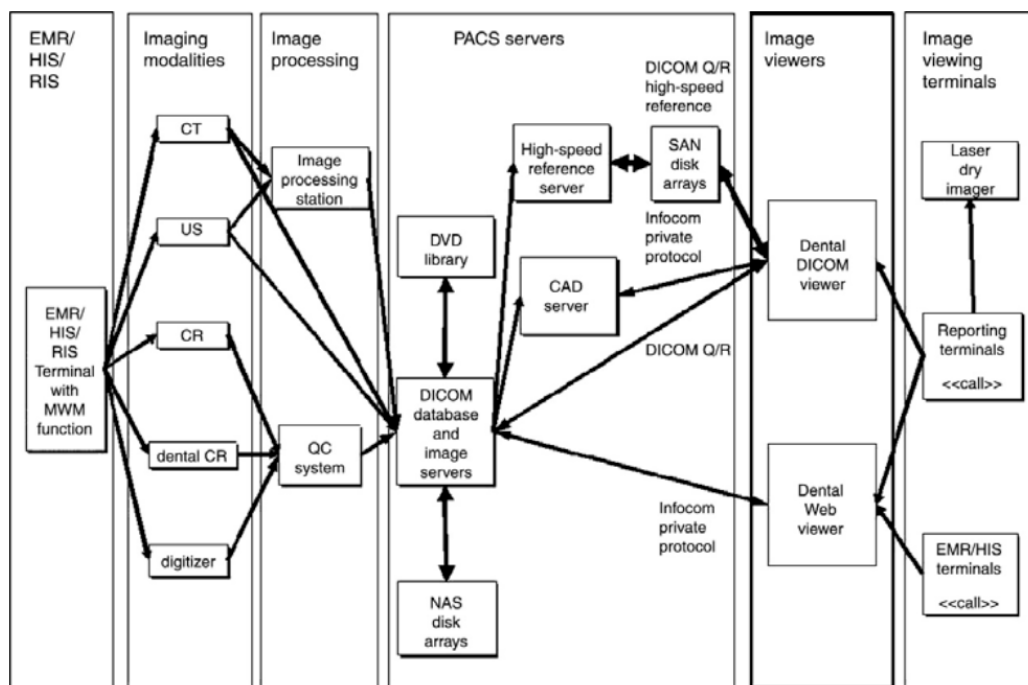 EMR/
HIS/
RIS
Imaging
modalities
Image
processing
PACS servers
Image
viewers
Image
viewing
terminals
EMR/
HIS/
RIS
Terminal
with
MWM
function
CT
US
CR
dental CR
digitizer
Image
processing
station
QC
system
DVD
library
DICOM
database
and
image
servers
NAS
disk
arrays
High-speed
reference
server
CAD
server
DICOM Q/R
high-speed
reference
SAN
disk
arrays
Infocom
private
protocol
DICOM Q/R
Infocom
private
protocol
Dental
DICOM
viewer
Dental
Web
viewer
Laser
dry
imager
Reporting
terminals
<<call>>
EMR/HIS
terminals
<<call>>